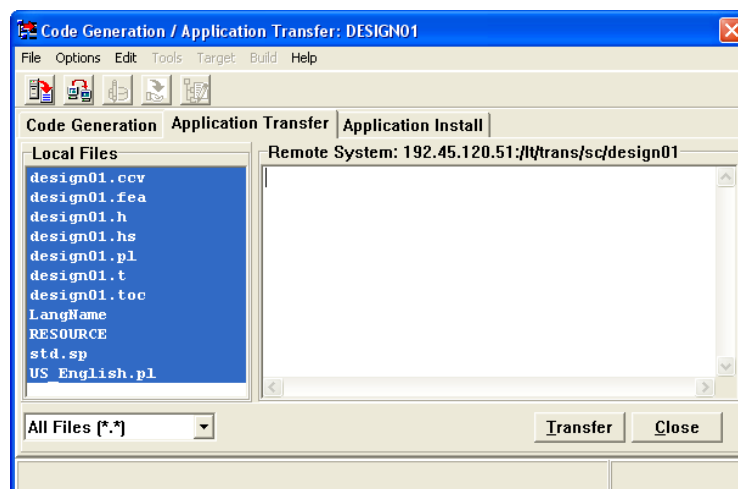 Code Generation / Application Transfer: DESIGN01
File Options Edit Tools Target Build Help
Code Generation Application Transfer Application Install
Local Files
Remote System: 192.45.120.51:/lt/trans/sc/design01
design01.ccv
design01.fea
design01.h
design01.hs
design01.pl
design01.t
design01.toc
LangName
RESOURCE
std.sp
US_English.pl
All Files (*.*)
Transfer Close